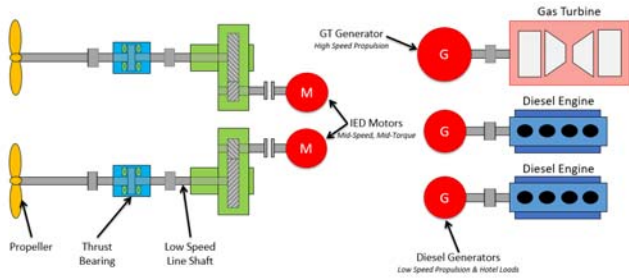 Gas Turbine
GT Generator
High Speed Propulsion
G
M
Diesel Engine
IED Motors
Mid-Speed, Mid-Torque
G
M
Diesel Engine
G
Propeller
Thrust
Bearing
Low Speed
Line Shaft
Diesel Generators
Low Speed Propulsion & Hotel Loads